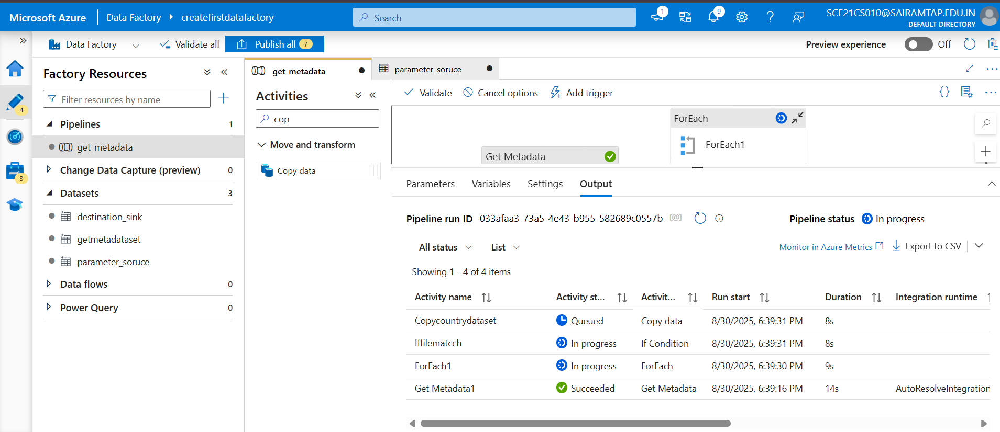 Microsoft Azure
Data Factory
createfirstdatafactory
Search
1
9
SCE21CS010@SAIRAMTAP.EDU.IN
DEFAULT DIRECTORY
Data Factory
Validate all
Publish all 7
Preview experience
Off
4
3
Factory Resources
Filter resources by name
Pipelines 1
get_metadata
Change Data Capture (preview) 0
Datasets 3
destination_sink
getmetadataset
parameter_soruce
Data flows 0
Power Query 0
get_metadata
parameter_soruce
Activities
cop
Move and transform
Copy data
Validate
Cancel options
Add trigger
{}
Get Metadata
ForEach
ForEach1
Parameters
Variables
Settings
Output
Pipeline run ID 033afaa3-73a5-4e43-b955-582689c0557b [@]
Pipeline status In progress
All status
List
Monitor in Azure Metrics
Export to CSV
Showing 1 - 4 of 4 items
Activity name Activity st... Activit... Run start Duration Integration runtime
Copycountrydataset Queued Copy data 8/30/2025, 6:39:31 PM 8s
Iffilematcch In progress If Condition 8/30/2025, 6:39:31 PM 8s
ForEach1 In progress ForEach 8/30/2025, 6:39:30 PM 9s
Get Metadata1 Succeeded Get Metadata 8/30/2025, 6:39:16 PM 14s AutoResolveIntegration